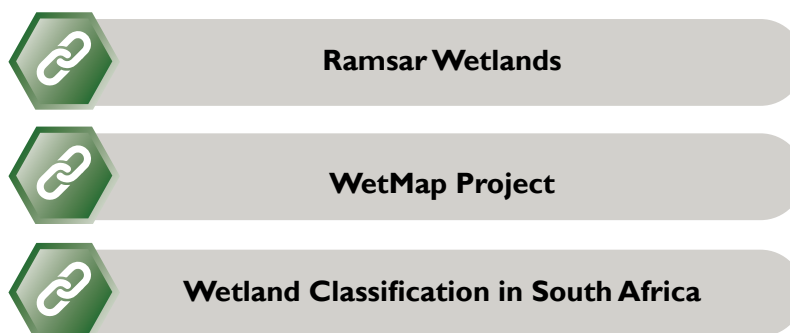 Ramsar Wetlands
WetMap Project
Wetland Classification in South Africa